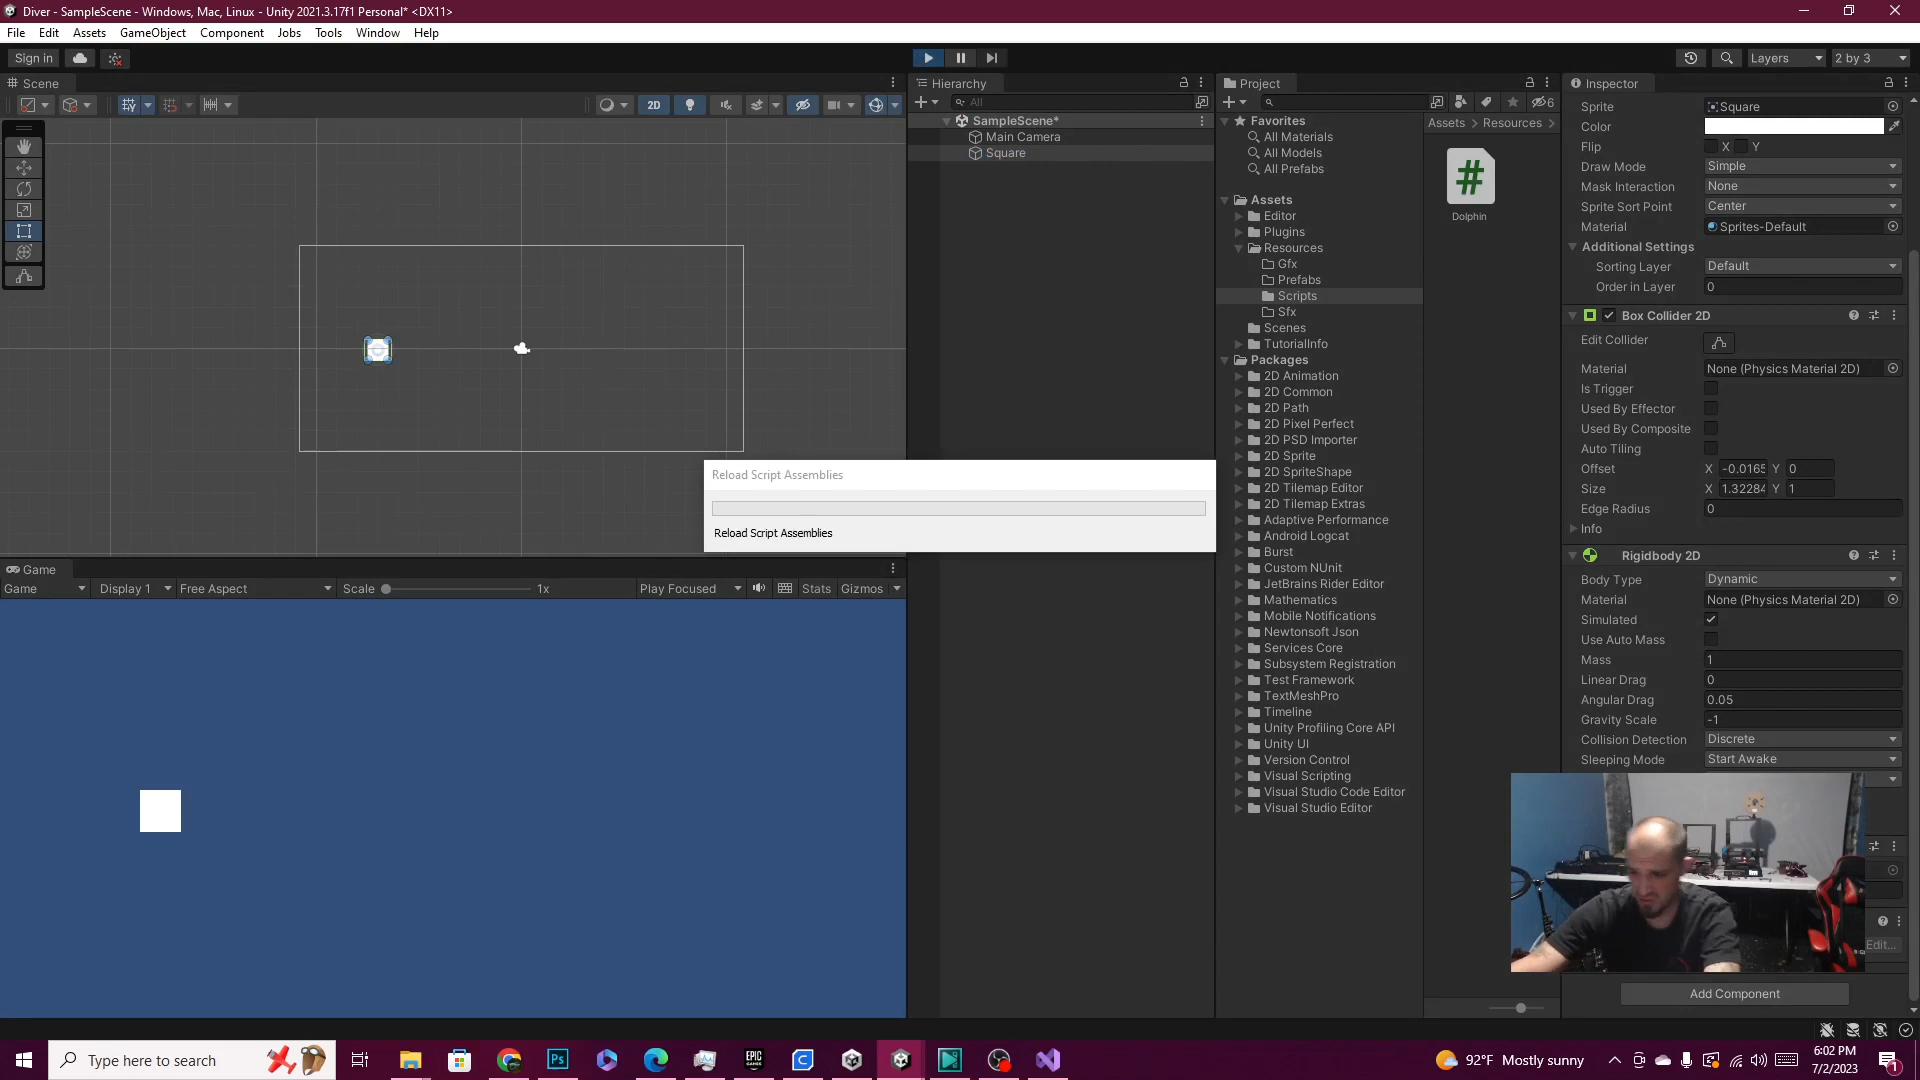 Diver - SampleScene - Windows, Mac, Linux - Unity 2021.3.17f1 Personal* <DX11>
File Edit Assets GameObject Component Jobs Tools Window Help
Sign in
Layers
2 by 3
Scene
2D
Hierarchy
All
SampleScene*
Main Camera
Square
Project
6
Favorites
All Materials
All Models
All Prefabs
Assets
Editor
Plugins
Resources
Gfx
Prefabs
Scripts
Sfx
Scenes
TutorialInfo
Packages
2D Animation
2D Common
2D Path
2D Pixel Perfect
2D PSD Importer
2D Sprite
2D SpriteShape
2D Tilemap Editor
2D Tilemap Extras
Adaptive Performance
Android Logcat
Burst
Custom NUnit
JetBrains Rider Editor
Mathematics
Mobile Notifications
Newtonsoft Json
Services Core
Subsystem Registration
Test Framework
TextMeshPro
Timeline
Unity Profiling Core API
Unity UI
Version Control
Visual Scripting
Visual Studio Code Editor
Visual Studio Editor
Assets > Resources >
#
Dolphin
Inspector
Sprite Square
Color
Flip X Y
Draw Mode Simple
Mask Interaction None
Sprite Sort Point Center
Material Sprites-Default
Additional Settings
Sorting Layer Default
Order in Layer 0
Box Collider 2D
Edit Collider
Material None (Physics Material 2D)
Is Trigger
Used By Effector
Used By Composite
Auto Tiling
Offset X -0.0165 Y 0
Size X 1.32284 Y 1
Edge Radius 0
Info
Rigidbody 2D
Body Type Dynamic
Material None (Physics Material 2D)
Simulated
Use Auto Mass
Mass 1
Linear Drag 0
Angular Drag 0.05
Gravity Scale -1
Collision Detection Discrete
Sleeping Mode Start Awake
Edit...
Add Component
Reload Script Assemblies
Reload Script Assemblies
Game
Game Display 1 Free Aspect Scale 1x Play Focused Stats Gizmos
Type here to search
Ps
EPIC GAMES
C
92°F Mostly sunny
6:02 PM
7/2/2023
1